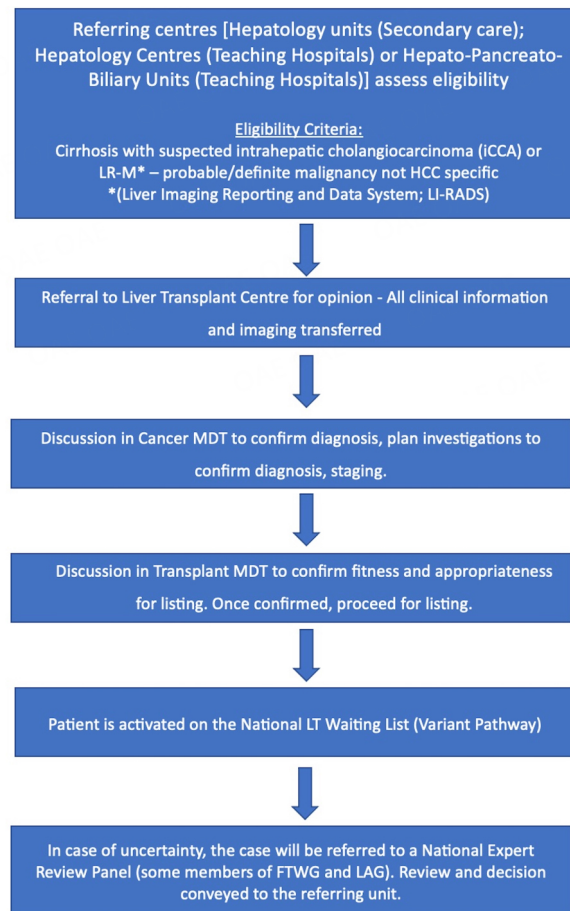 Referring centres [Hepatology units (Secondary care);
Hepatology Centres (Teaching Hospitals) or Hepato-Pancreato-
Biliary Units (Teaching Hospitals)] assess eligibility
Eligibility Criteria:
Cirrhosis with suspected intrahepatic cholangiocarcinoma (iCCA) or
LR-M* – probable/definite malignancy not HCC specific
*(Liver Imaging Reporting and Data System; LI-RADS)
Referral to Liver Transplant Centre for opinion - All clinical information
and imaging transferred
Discussion in Cancer MDT to confirm diagnosis, plan investigations to
confirm diagnosis, staging.
Discussion in Transplant MDT to confirm fitness and appropriateness
for listing. Once confirmed, proceed for listing.
Patient is activated on the National LT Waiting List (Variant Pathway)
In case of uncertainty, the case will be referred to a National Expert
Review Panel (some members of FTWG and LAG). Review and decision
conveyed to the referring unit.